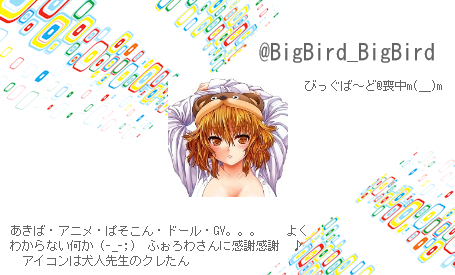 @BigBird_BigBird
びっぐば～ど@喪中m(__)m
あきば・アニメ・ぱそこん・ドール・GV。。。　　よく
わからない何か (-_-;)　ふぉろわさんに感謝感謝　♪
アイコンは犬人先生のクレたん